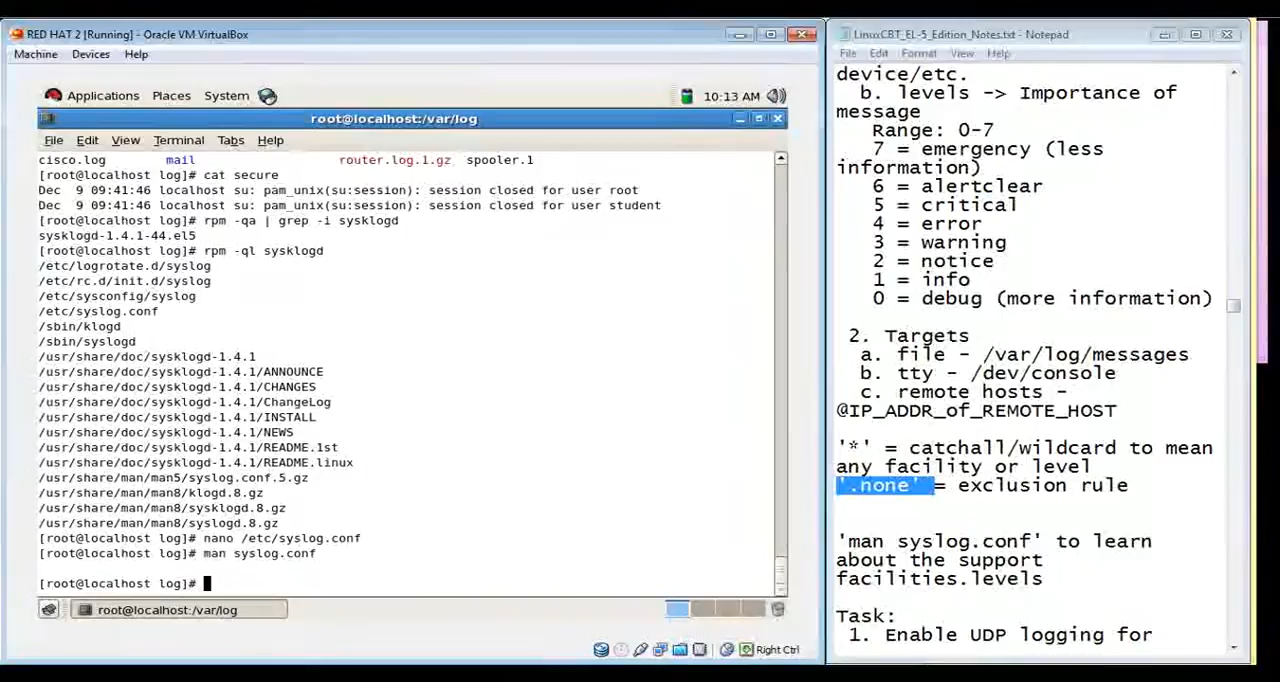 RED HAT 2 [Running] - Oracle VM VirtualBox
Machine Devices Help
Applications Places System 10:13 AM
root@localhost:/var/log
File Edit View Terminal Tabs Help
cisco.log mail router.log.1.gz spooler.1
[root@localhost log]# cat secure
Dec 9 09:41:46 localhost su: pam_unix(su:session): session closed for user root
Dec 9 09:41:46 localhost su: pam_unix(su:session): session closed for user student
[root@localhost log]# rpm -qa | grep -i sysklogd
sysklogd-1.4.1-44.el5
[root@localhost log]# rpm -ql sysklogd
/etc/logrotate.d/syslog
/etc/rc.d/init.d/syslog
/etc/sysconfig/syslog
/etc/syslog.conf
/sbin/klogd
/sbin/syslogd
/usr/share/doc/sysklogd-1.4.1
/usr/share/doc/sysklogd-1.4.1/ANNOUNCE
/usr/share/doc/sysklogd-1.4.1/CHANGES
/usr/share/doc/sysklogd-1.4.1/ChangeLog
/usr/share/doc/sysklogd-1.4.1/INSTALL
/usr/share/doc/sysklogd-1.4.1/NEWS
/usr/share/doc/sysklogd-1.4.1/README.1st
/usr/share/doc/sysklogd-1.4.1/README.linux
/usr/share/man/man5/syslog.conf.5.gz
/usr/share/man/man8/klogd.8.gz
/usr/share/man/man8/sysklogd.8.gz
/usr/share/man/man8/syslogd.8.gz
[root@localhost log]# nano /etc/syslog.conf
[root@localhost log]# man syslog.conf
[root@localhost log]#
root@localhost:/var/log
Right Ctrl
LinuxCBT_EL-5_Edition_Notes.txt - Notepad
File Edit Format View Help
device/etc.
b. levels -> Importance of
message
Range: 0-7
7 = emergency (less
information)
6 = alertclear
5 = critical
4 = error
3 = warning
2 = notice
1 = info
0 = debug (more information)
2. Targets
a. file - /var/log/messages
b. tty - /dev/console
c. remote hosts -
@IP_ADDR_of_REMOTE_HOST
'*' = catchall/wildcard to mean
any facility or level
'.none' = exclusion rule
'man syslog.conf' to learn
about the support
facilities.levels
Task:
1. Enable UDP logging for